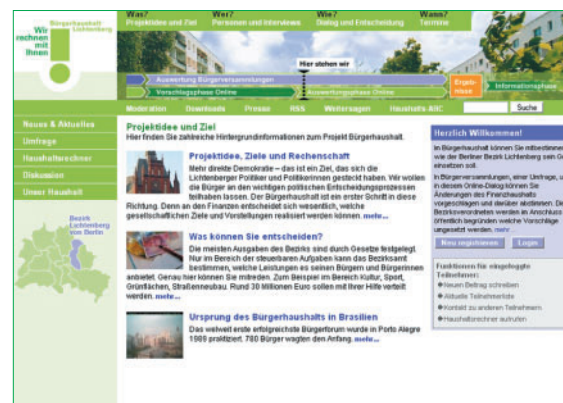 Bürgerhaushalt
Lichtenberg
Wir
rechnen
mit
Ihnen
Was?
Projektidee und Ziel
Wer?
Personen und Interviews
Wie?
Dialog und Entscheidung
Wann?
Termine
Hier stehen wir
Auswertung Bürgerversammlungen
Vorschlagsphase Online
Auswertungsphase Online
Ergeb-
nisse
Informationsphase
Moderation Downloads Presse RSS Weitersagen Haushalts-ABC Suche
Neues & Aktuelles
Umfrage
Haushaltsrechner
Diskussion
Unser Haushalt
Bezirk
Lichtenberg
von Berlin
Projektidee und Ziel
Hier finden Sie zahlreiche Hintergrundinformationen zum Projekt Bürgerhaushalt.
Projektidee, Ziele und Rechenschaft
Mehr direkte Demokratie – das ist ein Ziel, das sich die
Lichtenberger Politiker und Politikerinnen gesteckt haben. Wir wollen
die Bürger an den wichtigen politischen Entscheidungsprozessen
teilhaben lassen. Der Bürgerhaushalt ist ein erster Schritt in diese
Richtung. Denn an den Finanzen entscheidet sich wesentlich, welche
gesellschaftlichen Ziele und Vorstellungen realisiert werden können. mehr...
Was können Sie entscheiden?
Die meisten Ausgaben des Bezirks sind durch Gesetze festgelegt.
Nur im Bereich der steuerbaren Aufgaben kann das Bezirksamt
bestimmen, welche Leistungen es seinen Bürgern und Bürgerinnen
anbietet. Genau hier können Sie mitreden. Zum Beispiel im Bereich Kultur, Sport,
Grünflächen, Straßenneubau. Rund 30 Millionen Euro sollen mit Ihrer Hilfe verteilt
werden. mehr...
Ursprung des Bürgerhaushalts in Brasilien
Das weltweit erste erfolgreichste Bürgerforum wurde in Porto Alegre
1989 praktiziert. 780 Bürger wagten den Anfang. mehr...
Herzlich Willkommen!
Im Bürgerhaushalt können Sie mitbestimmen
wie der Berliner Bezirk Lichtenberg sein
einsetzen soll.
In Bürgerversammlungen, einer Umfrage,
in diesem Online-Dialog können Sie
Änderungen des Finanzhaushalts
vorgeschlagen und darüber abstimmen. Die
Bezirksverordneten werden im Anschluss
öffentlich begründen welche Vorschläge
umgesetzt werden. mehr...
Neu registrieren Login
Funktionen für eingeloggte
Teilnehmer:
Neuen Beitrag schreiben
Aktuelle Teilnehmerliste
Kontakt zu anderen Teilnehmern
Haushaltsrechner aufrufen